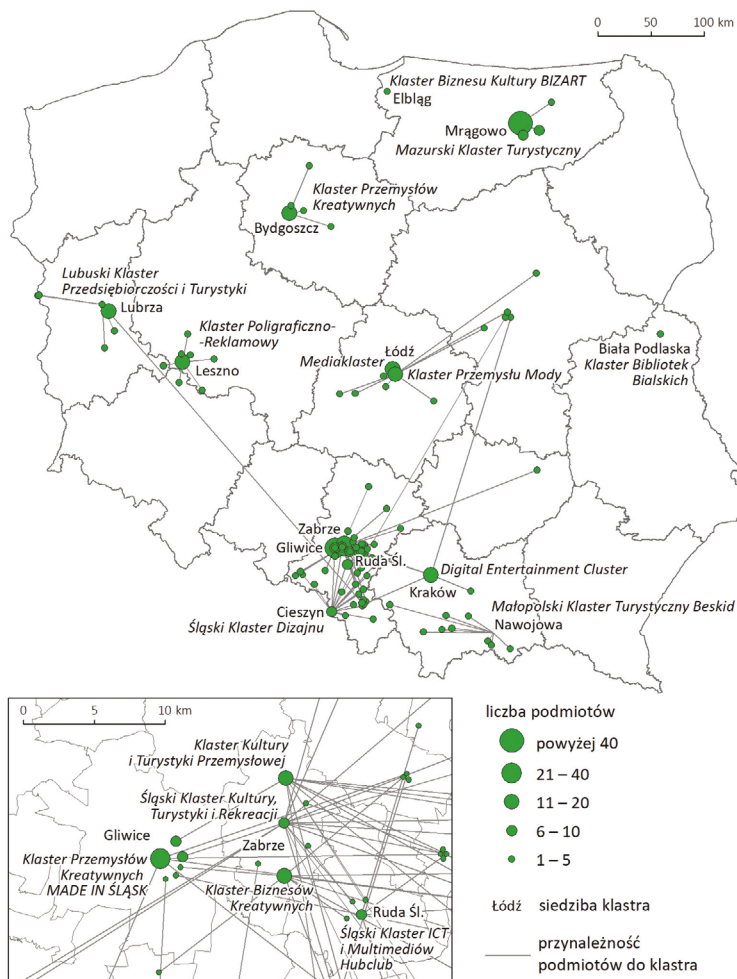 0 50 100 km
Klaster Biznesu Kultury BIZART
Elbląg
Mrągowo
Mazurski Klaster Turystyczny
Klaster Przemysłów
Kreatywnych
Bydgoszcz
Lubuski Klaster
Przedsiębiorczości i Turystyki
Lubrza
Klaster Poligraficzno-
-Reklamowy
Leszno
Łódź
Mediaklaster
Klaster Przemysłu Mody
Biała Podlaska
Klaster Bibliotek
Bialskich
Zabrze
Gliwice
Ruda Śl.
Digital Entertainment Cluster
Kraków
Cieszyn
Śląski Klaster Dizajnu
Małopolski Klaster Turystyczny Beskid
Nawojowa
0 5 10 km
Klaster Kultury
i Turystyki Przemysłowej
Śląski Klaster Kultury,
Turystyki i Rekreacji
Gliwice
Zabrze
Klaster Przemysłów
Kreatywnych
MADE IN ŚLĄSK
Klaster Biznesów
Kreatywnych
Ruda Śl.
Śląski Klaster ICT
i Multimediów
Hubclub
liczba podmiotów
powyżej 40
21 – 40
11 – 20
6 – 10
1 – 5
Łódź siedziba klastra
przynależność
podmiotów do klastra